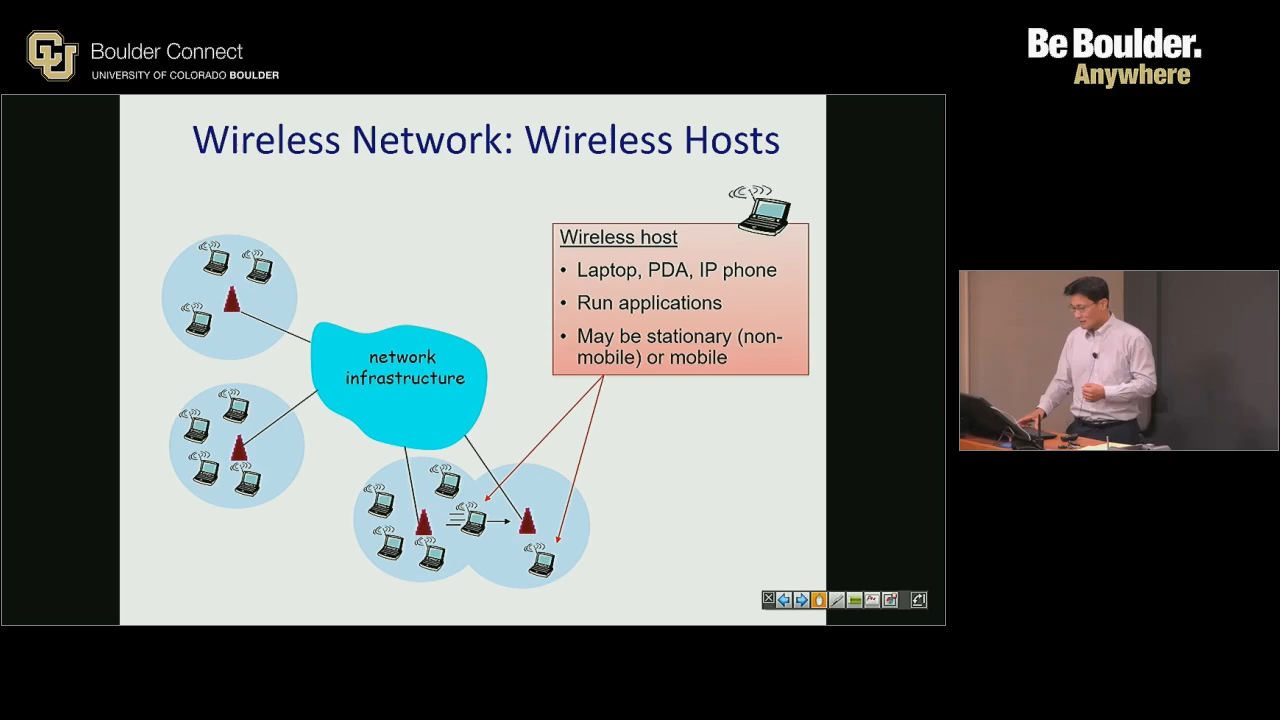 Boulder Connect
UNIVERSITY OF COLORADO BOULDER
Be Boulder.
Anywhere
Wireless Network: Wireless Hosts
Wireless host
• Laptop, PDA, IP phone
• Run applications
• May be stationary (non-
mobile) or mobile
network
infrastructure